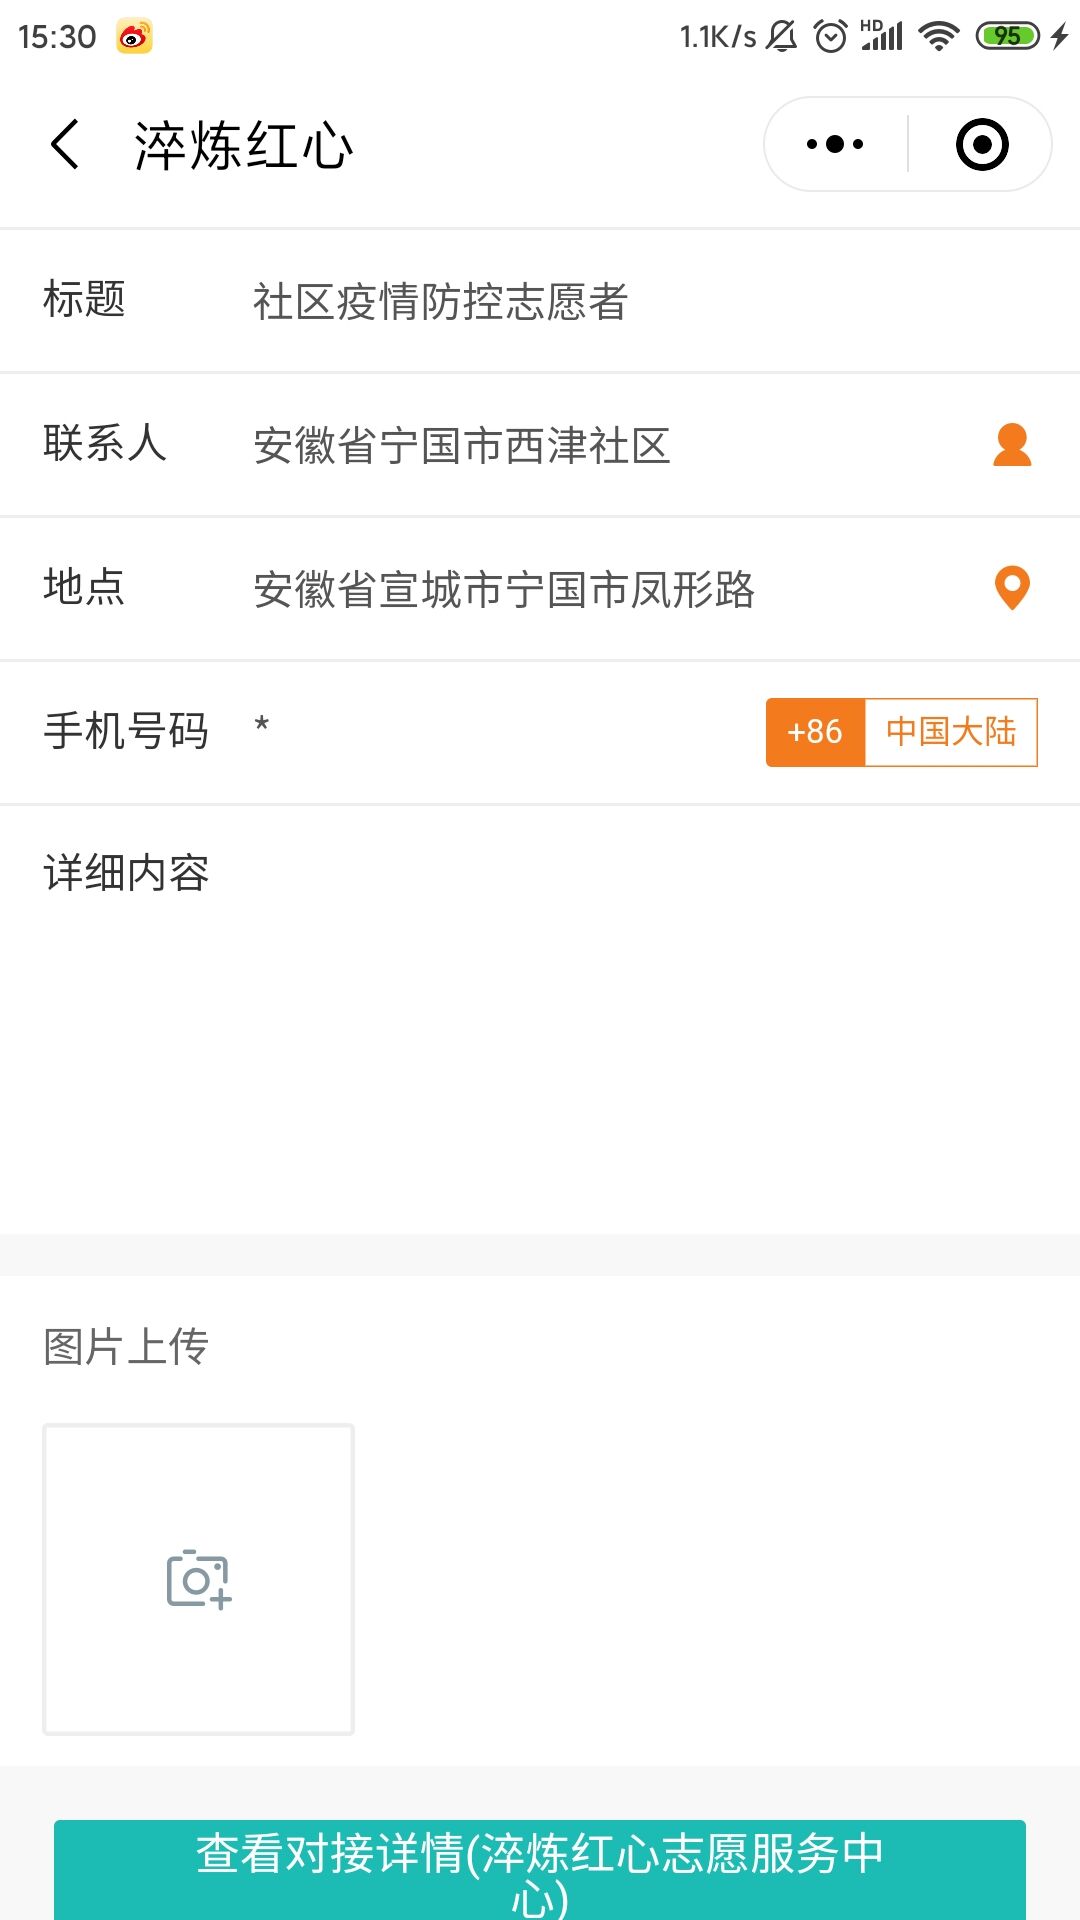 15:30 1.1K/s HD 95
淬炼红心
标题 社区疫情防控志愿者
联系人 安徽省宁国市西津社区
地点 安徽省宣城市宁国市凤形路
手机号码 * +86 中国大陆
详细内容
图片上传
查看对接详情(淬炼红心志愿服务中
心)